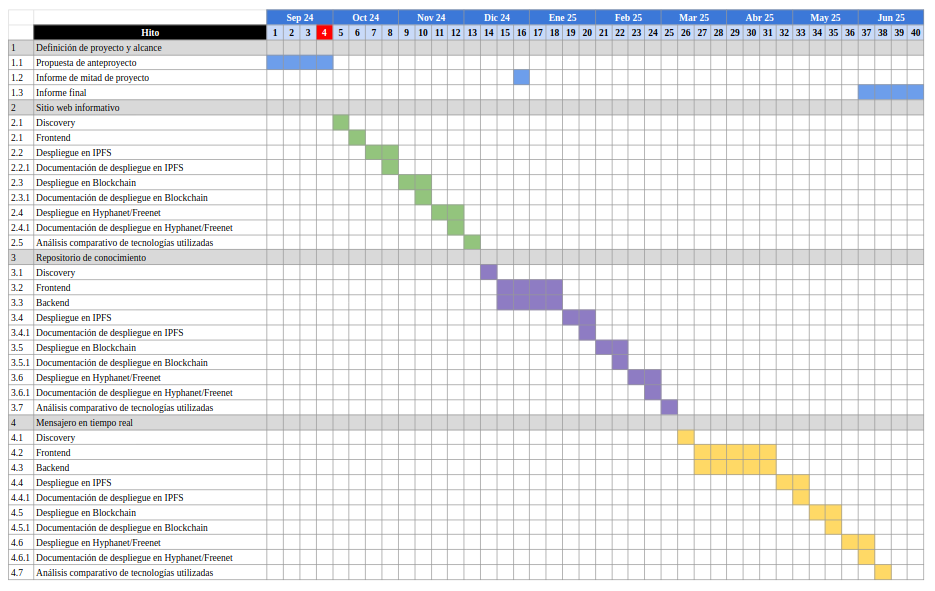 Sep 24 Oct 24 Nov 24 Dic 24 Ene 25 Feb 25 Mar 25 Abr 25 May 25 Jun 25
Hito 1 2 3 4 5 6 7 8 9 10 11 12 13 14 15 16 17 18 19 20 21 22 23 24 25 26 27 28 29 30 31 32 33 34 35 36 37 38 39 40
1 Definición de proyecto y alcance
1.1 Propuesta de anteproyecto
1.2 Informe de mitad de proyecto
1.3 Informe final
2 Sitio web informativo
2.1 Discovery
2.1 Frontend
2.2 Despliegue en IPFS
2.2.1 Documentación de despliegue en IPFS
2.3 Despliegue en Blockchain
2.3.1 Documentación de despliegue en Blockchain
2.4 Despliegue en Hyphanet/Freenet
2.4.1 Documentación de despliegue en Hyphanet/Freenet
2.5 Análisis comparativo de tecnologías utilizadas
3 Repositorio de conocimiento
3.1 Discovery
3.2 Frontend
3.3 Backend
3.4 Despliegue en IPFS
3.4.1 Documentación de despliegue en IPFS
3.5 Despliegue en Blockchain
3.5.1 Documentación de despliegue en Blockchain
3.6 Despliegue en Hyphanet/Freenet
3.6.1 Documentación de despliegue en Hyphanet/Freenet
3.7 Análisis comparativo de tecnologías utilizadas
4 Mensajero en tiempo real
4.1 Discovery
4.2 Frontend
4.3 Backend
4.4 Despliegue en IPFS
4.4.1 Documentación de despliegue en IPFS
4.5 Despliegue en Blockchain
4.5.1 Documentación de despliegue en Blockchain
4.6 Despliegue en Hyphanet/Freenet
4.6.1 Documentación de despliegue en Hyphanet/Freenet
4.7 Análisis comparativo de tecnologías utilizadas